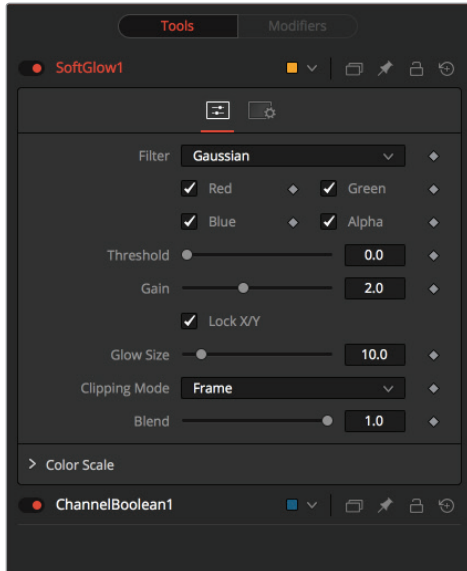 Tools Modifiers
SoftGlow1
Filter Gaussian
Red Green
Blue Alpha
Threshold 0.0
Gain 2.0
Lock X/Y
Glow Size 10.0
Clipping Mode Frame
Blend 1.0
Color Scale
ChannelBoolean1